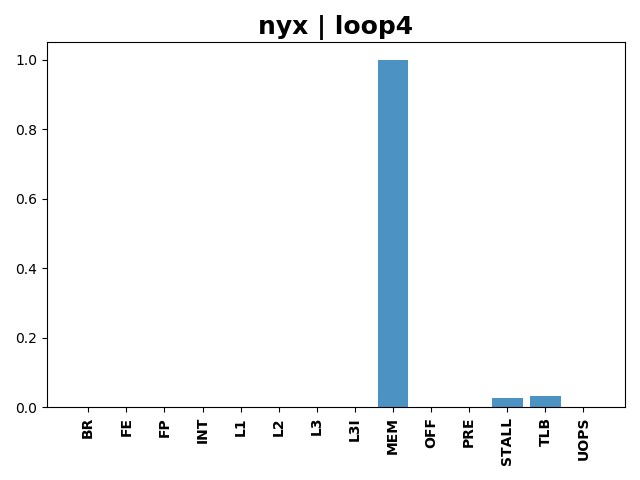 nyx | loop4
1.0
0.8
0.6
0.4
0.2
0.0
BR
FE
FP
INT
L1
L2
L3
L3I
MEM
OFF
PRE
STALL
TLB
UOPS